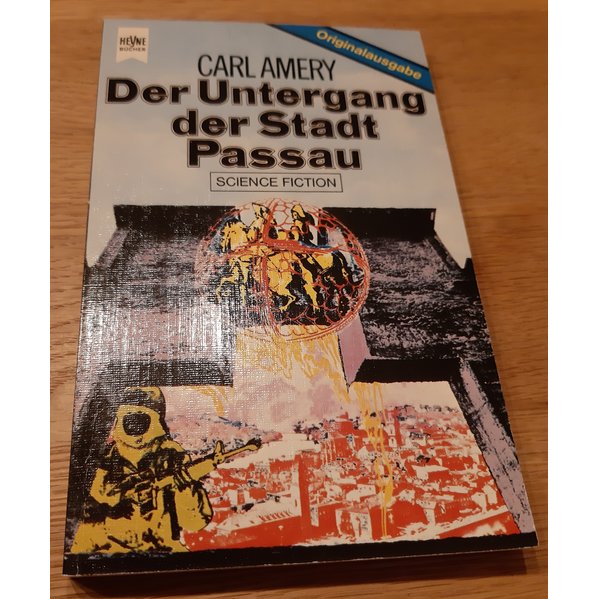 HEYNE
BÜCHER
Originalausgabe
CARL AMERY
Der Untergang
der Stadt
Passau
SCIENCE FICTION